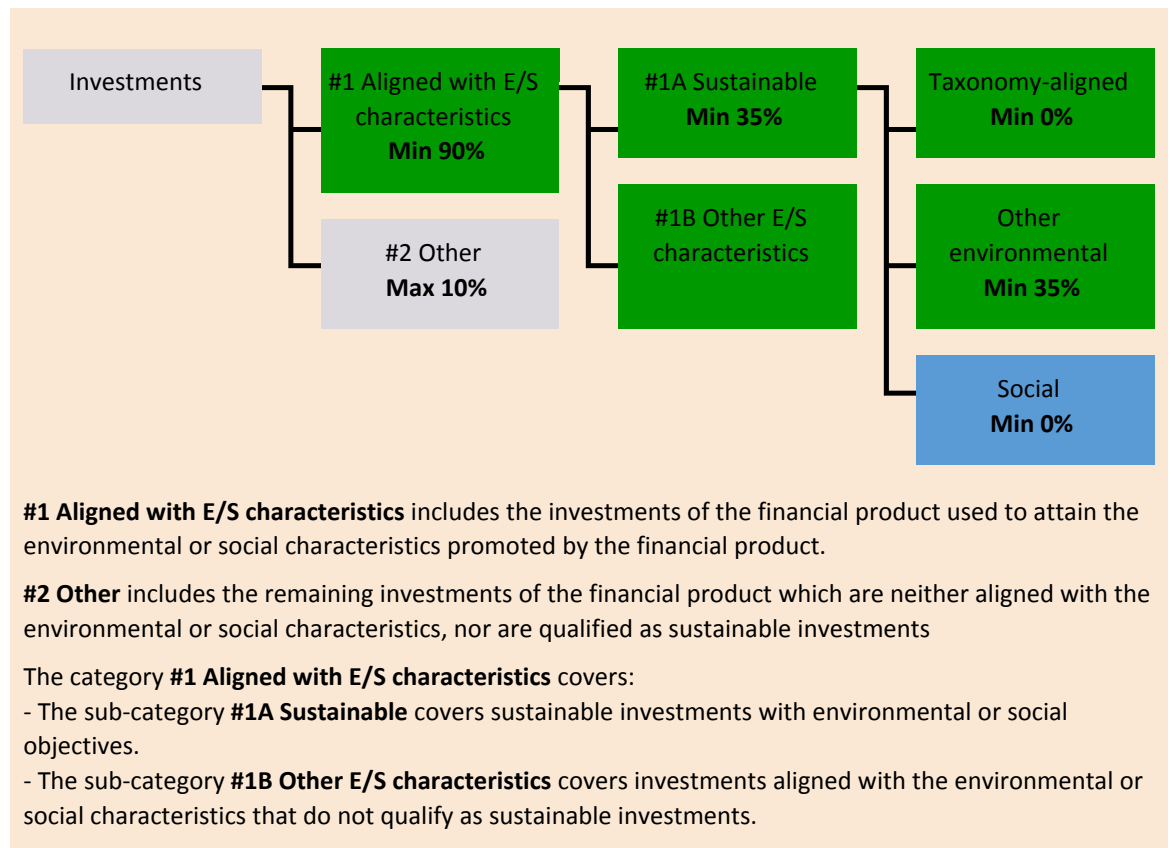 Investments
#1 Aligned with E/S
characteristics
Min 90%
#2 Other
Max 10%
#1A Sustainable
Min 35%
#1B Other E/S
characteristics
Taxonomy-aligned
Min 0%
Other
environmental
Min 35%
Social
Min 0%
#1 Aligned with E/S characteristics includes the investments of the financial product used to attain the
environmental or social characteristics promoted by the financial product.
#2 Other includes the remaining investments of the financial product which are neither aligned with the
environmental or social characteristics, nor are qualified as sustainable investments
The category #1 Aligned with E/S characteristics covers:
- The sub-category #1A Sustainable covers sustainable investments with environmental or social
objectives.
- The sub-category #1B Other E/S characteristics covers investments aligned with the environmental or
social characteristics that do not qualify as sustainable investments.